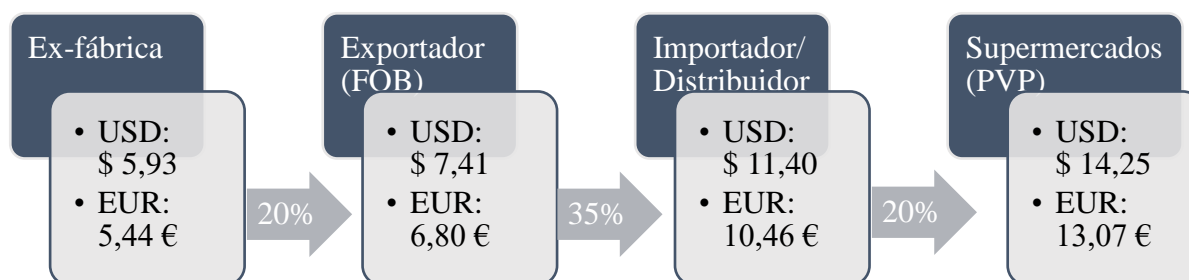 Ex-fábrica
• USD:
$ 5,93
• EUR:
5,44 €
20%
Exportador
(FOB)
• USD:
$ 7,41
• EUR:
6,80 €
35%
Importador/
Distribuidor
• USD:
$ 11,40
• EUR:
10,46 €
20%
Supermercados
(PVP)
• USD:
$ 14,25
• EUR:
13,07 €